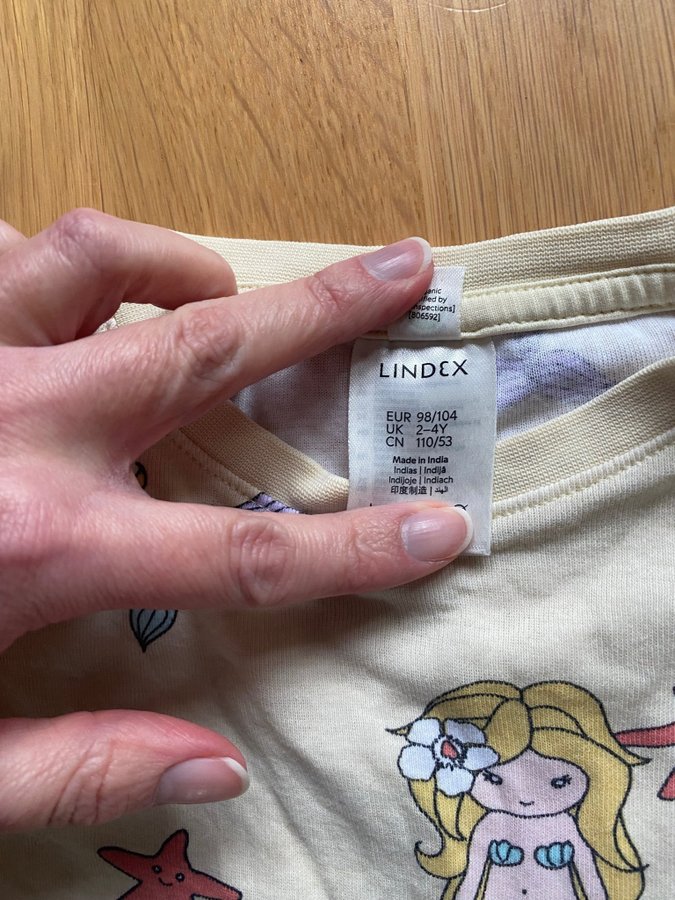 [806592]
LINDEX
EUR 98/104
UK 2–4Y
CN 110/53
Made in India
Indias | Indijā
Indijoje | Indiach
印度制造 | الهند